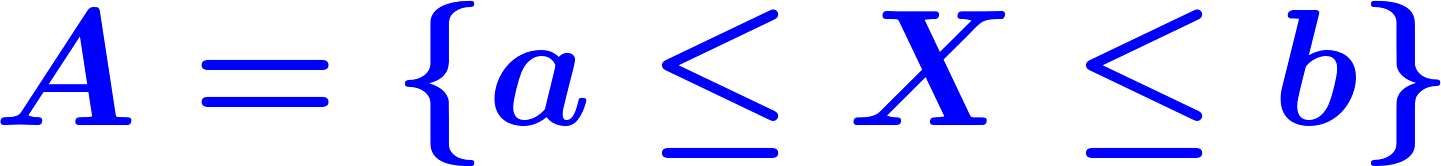 A = {a ≤ X ≤ b}